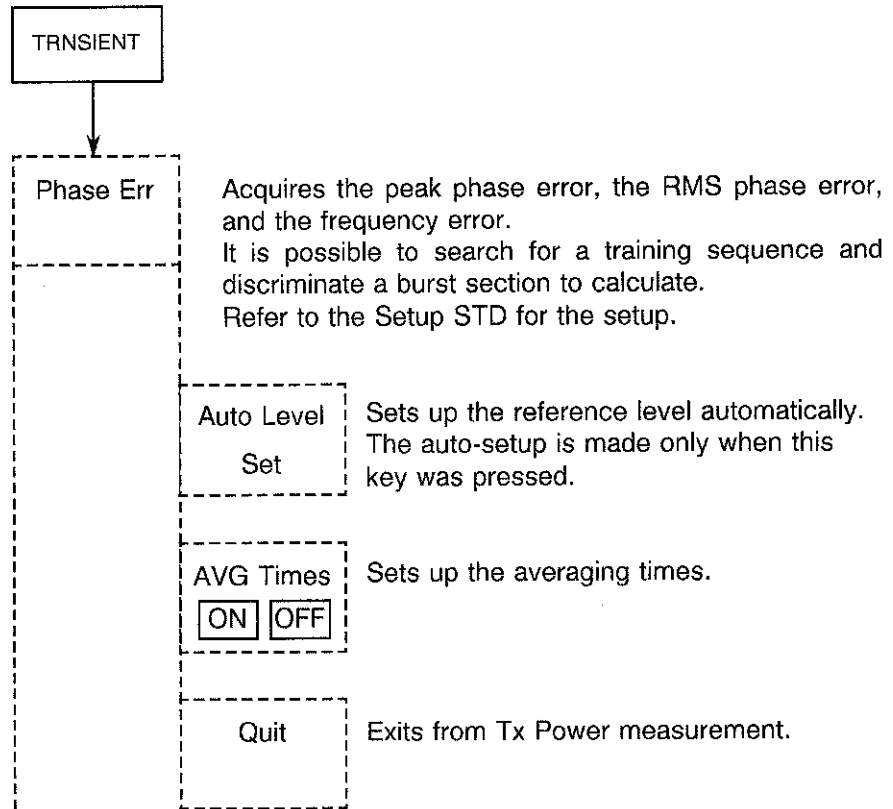 TRNSIENT
Phase Err
Acquires the peak phase error, the RMS phase error,
and the frequency error.
It is possible to search for a training sequence and
discriminate a burst section to calculate.
Refer to the Setup STD for the setup.
Auto Level
Set
Sets up the reference level automatically.
The auto-setup is made only when this
key was pressed.
AVG Times
ON OFF
Sets up the averaging times.
Quit
Exits from Tx Power measurement.